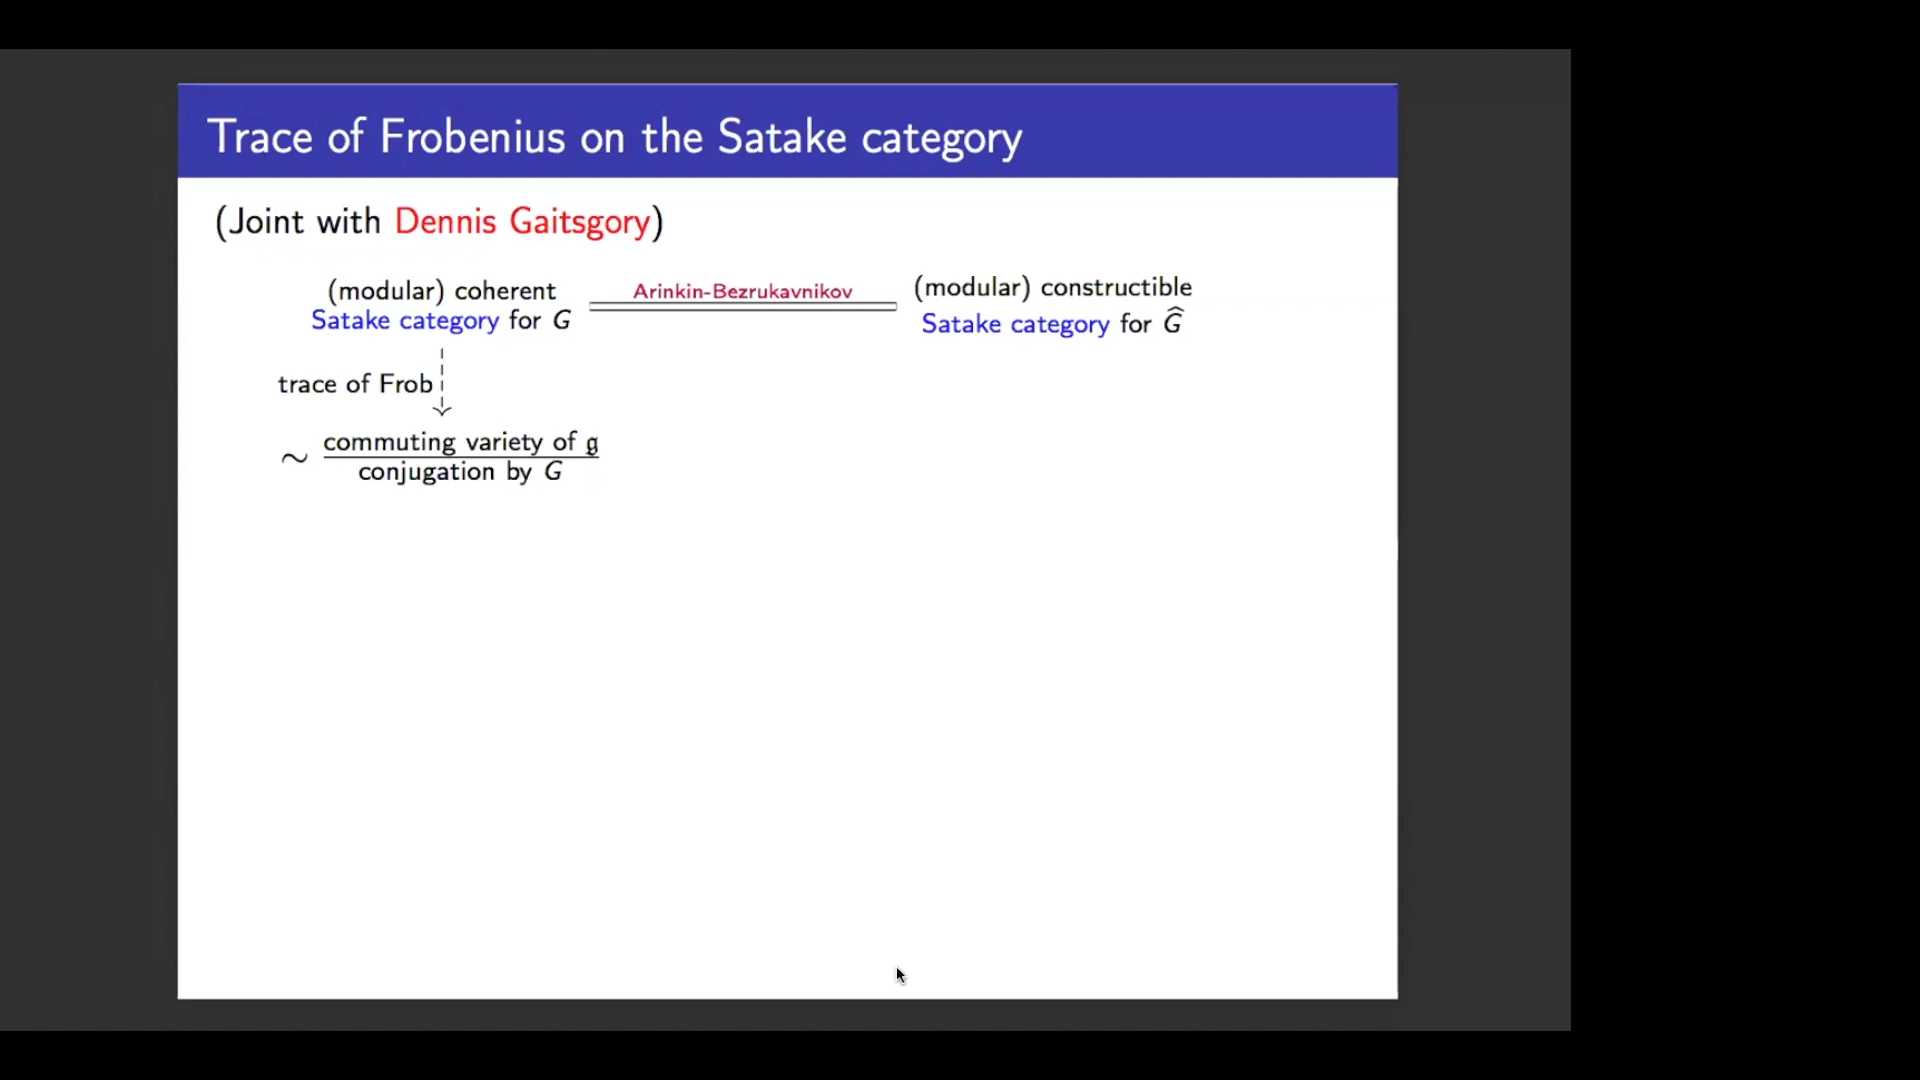 Trace of Frobenius on the Satake category
(Joint with Dennis Gaitsgory)
(modular) coherent
Satake category for G
Arinkin-Bezrukavnikov
(modular) constructible
Satake category for Ĝ
trace of Frob
∼ commuting variety of 𝔤
conjugation by G